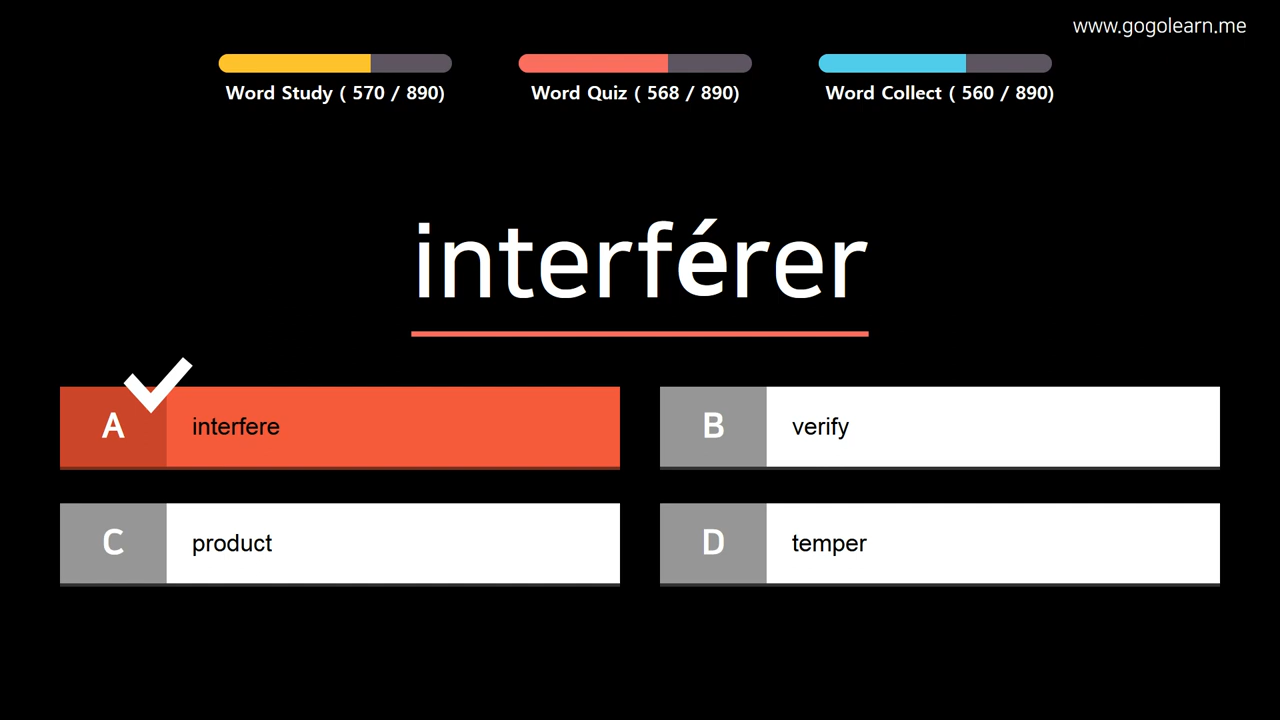 www.gogolearn.me
Word Study ( 570 / 890)
Word Quiz ( 568 / 890)
Word Collect ( 560 / 890)
interférer
A interfere
B verify
C product
D temper